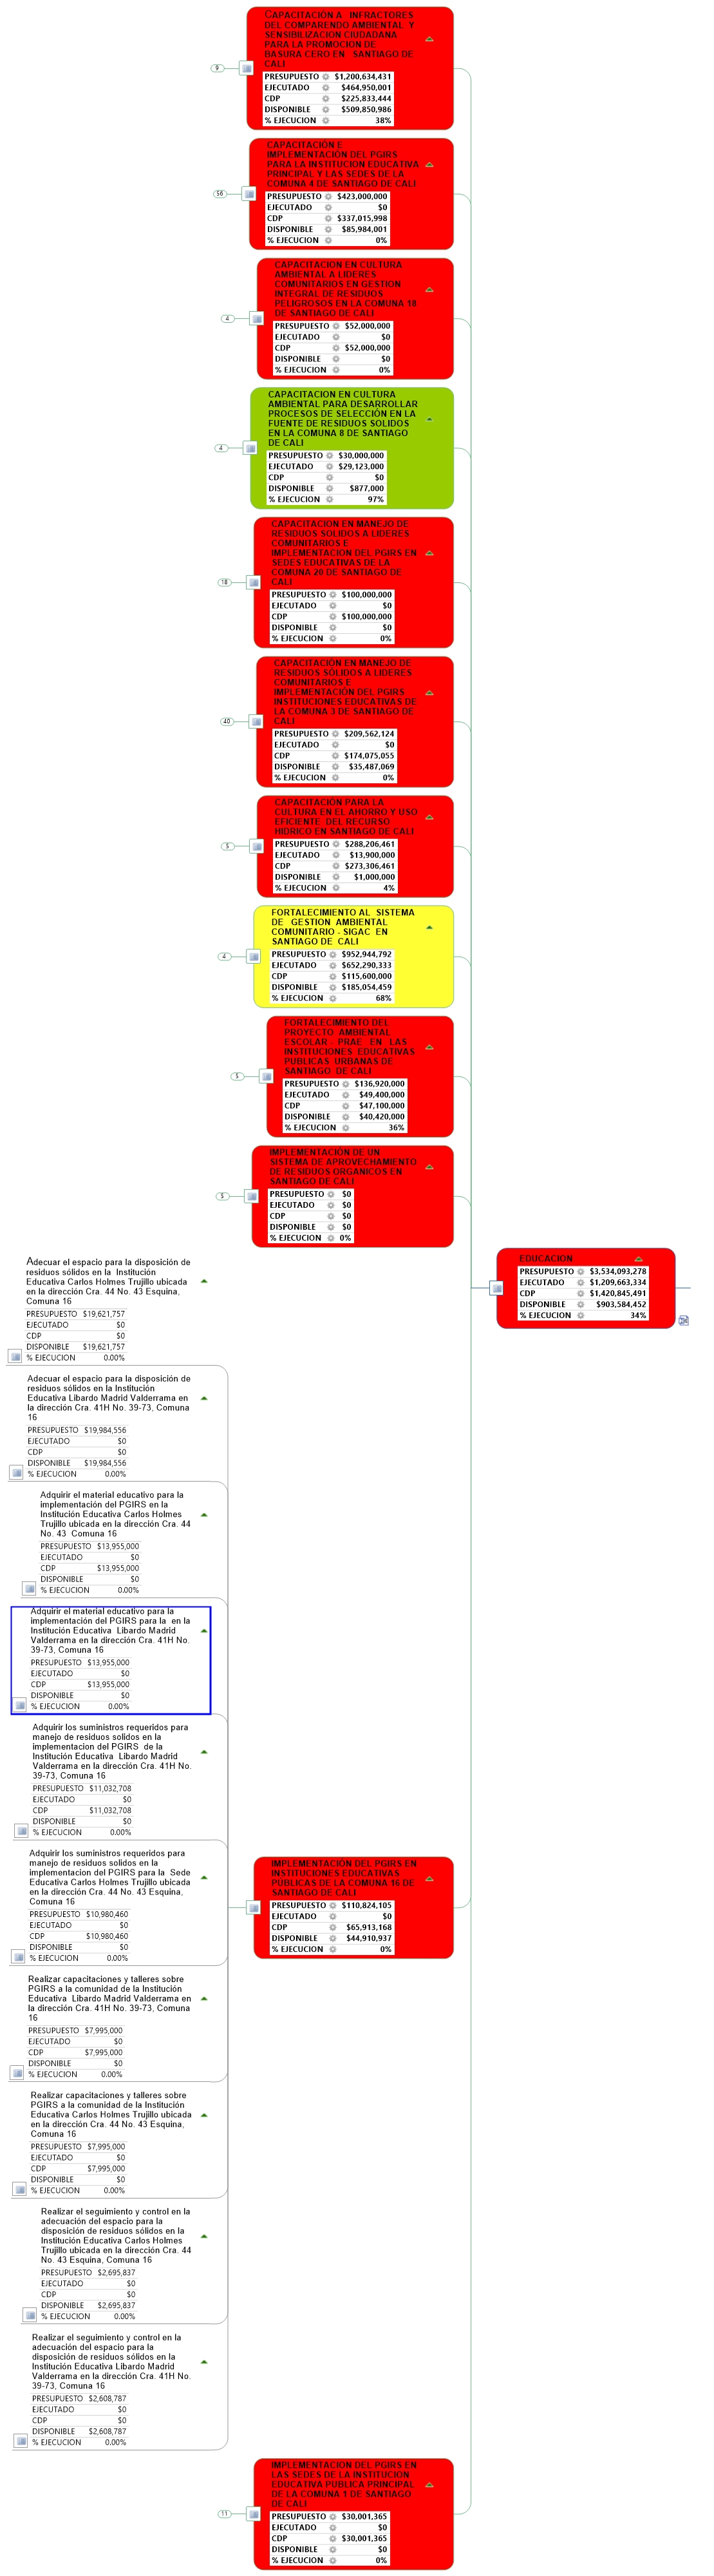 9
CAPACITACIÓN A INFRACTORES
DEL COMPARENDO AMBIENTAL Y
SENSIBILIZACION CIUDADANA
PARA LA PROMOCION DE
BASURA CERO EN SANTIAGO DE
CALI
PRESUPUESTO $1,200,634,431
EJECUTADO $464,950,001
CDP $225,833,444
DISPONIBLE $509,850,986
% EJECUCION 38%
56
CAPACITACIÓN E
IMPLEMENTACIÓN DEL PGIRS
PARA LA INSTITUCION EDUCATIVA
PRINCIPAL Y LAS SEDES DE LA
COMUNA 4 DE SANTIAGO DE CALI
PRESUPUESTO $423,000,000
EJECUTADO $0
CDP $337,015,998
DISPONIBLE $85,984,001
% EJECUCION 0%
4
CAPACITACION EN CULTURA
AMBIENTAL A LIDERES
COMUNITARIOS EN GESTION
INTEGRAL DE RESIDUOS
PELIGROSOS EN LA COMUNA 18
DE SANTIAGO DE CALI
PRESUPUESTO $52,000,000
EJECUTADO $0
CDP $52,000,000
DISPONIBLE $0
% EJECUCION 0%
4
CAPACITACION EN CULTURA
AMBIENTAL PARA DESARROLLAR
PROCESOS DE SELECCIÓN EN LA
FUENTE DE RESIDUOS SOLIDOS
EN LA COMUNA 8 DE SANTIAGO
DE CALI
PRESUPUESTO $30,000,000
EJECUTADO $29,123,000
CDP $0
DISPONIBLE $877,000
% EJECUCION 97%
18
CAPACITACION EN MANEJO DE
RESIDUOS SOLIDOS A LIDERES
COMUNITARIOS E
IMPLEMENTACION DEL PGIRS EN
SEDES EDUCATIVAS DE LA
COMUNA 20 DE SANTIAGO DE
CALI
PRESUPUESTO $100,000,000
EJECUTADO $0
CDP $100,000,000
DISPONIBLE $0
% EJECUCION 0%
40
CAPACITACIÓN EN MANEJO DE
RESIDUOS SÓLIDOS A LIDERES
COMUNITARIOS E
IMPLEMENTACIÓN DEL PGIRS
INSTITUCIONES EDUCATIVAS DE
LA COMUNA 3 DE SANTIAGO DE
CALI
PRESUPUESTO $209,562,124
EJECUTADO $0
CDP $174,075,055
DISPONIBLE $35,487,069
% EJECUCION 0%
5
CAPACITACIÓN PARA LA
CULTURA EN EL AHORRO Y USO
EFICIENTE DEL RECURSO
HIDRICO EN SANTIAGO DE CALI
PRESUPUESTO $288,206,461
EJECUTADO $13,900,000
CDP $273,306,461
DISPONIBLE $1,000,000
% EJECUCION 4%
4
FORTALECIMIENTO AL SISTEMA
DE GESTION AMBIENTAL
COMUNITARIO - SIGAC EN
SANTIAGO DE CALI
PRESUPUESTO $952,944,792
EJECUTADO $652,290,333
CDP $115,600,000
DISPONIBLE $185,054,459
% EJECUCION 68%
5
FORTALECIMIENTO DEL
PROYECTO AMBIENTAL
ESCOLAR - PRAE EN LAS
INSTITUCIONES EDUCATIVAS
PÚBLICAS URBANAS DE
SANTIAGO DE CALI
PRESUPUESTO $136,920,000
EJECUTADO $49,400,000
CDP $47,100,000
DISPONIBLE $40,420,000
% EJECUCION 36%
5
IMPLEMENTACIÓN DE UN
SISTEMA DE APROVECHAMIENTO
DE RESIDUOS ORGANICOS EN
SANTIAGO DE CALI
PRESUPUESTO $0
EJECUTADO $0
CDP $0
DISPONIBLE $0
% EJECUCION 0%
EDUCACION
PRESUPUESTO $3,534,093,278
EJECUTADO $1,209,663,334
CDP $1,420,845,491
DISPONIBLE $903,584,452
% EJECUCION 34%
Adecuar el espacio para la disposición de
residuos sólidos en la Institución
Educativa Carlos Holmes Trujillo ubicada
en la dirección Cra. 44 No. 43 Esquina,
Comuna 16
PRESUPUESTO $19,621,757
EJECUTADO $0
CDP $0
DISPONIBLE $19,621,757
% EJECUCION 0.00%
Adecuar el espacio para la disposición de
residuos sólidos en la Institución
Educativa Libardo Madrid Valderrama en
la dirección Cra. 41H No. 39-73, Comuna
16
PRESUPUESTO $19,984,556
EJECUTADO $0
CDP $0
DISPONIBLE $19,984,556
% EJECUCION 0.00%
Adquirir el material educativo para la
implementación del PGIRS en la
Institución Educativa Carlos Holmes
Trujillo ubicada en la dirección Cra. 44
No. 43 Comuna 16
PRESUPUESTO $13,955,000
EJECUTADO $0
CDP $13,955,000
DISPONIBLE $0
% EJECUCION 0.00%
Adquirir el material educativo para la
implementación del PGIRS para la en la
Institución Educativa Libardo Madrid
Valderrama en la dirección Cra. 41H No.
39-73, Comuna 16
PRESUPUESTO $13,955,000
EJECUTADO $0
CDP $13,955,000
DISPONIBLE $0
% EJECUCION 0.00%
Adquirir los suministros requeridos para
manejo de residuos solidos en la
implementacion del PGIRS de la
Institución Educativa Libardo Madrid
Valderrama en la dirección Cra. 41H No.
39-73, Comuna 16
PRESUPUESTO $11,032,708
EJECUTADO $0
CDP $11,032,708
DISPONIBLE $0
% EJECUCION 0.00%
Adquirir los suministros requeridos para
manejo de residuos solidos en la
implementacion del PGIRS para la Sede
Educativa Carlos Holmes Trujillo ubicada
en la dirección Cra. 44 No. 43 Esquina,
Comuna 16
PRESUPUESTO $10,980,460
EJECUTADO $0
CDP $10,980,460
DISPONIBLE $0
% EJECUCION 0.00%
IMPLEMENTACIÓN DEL PGIRS EN
INSTITUCIONES EDUCATIVAS
PÚBLICAS DE LA COMUNA 16 DE
SANTIAGO DE CALI
PRESUPUESTO $110,824,105
EJECUTADO $0
CDP $65,913,168
DISPONIBLE $44,910,937
% EJECUCION 0%
Realizar capacitaciones y talleres sobre
PGIRS a la comunidad de la Institución
Educativa Libardo Madrid Valderrama en
la dirección Cra. 41H No. 39-73, Comuna
16
PRESUPUESTO $7,995,000
EJECUTADO $0
CDP $7,995,000
DISPONIBLE $0
% EJECUCION 0.00%
Realizar capacitaciones y talleres sobre
PGIRS a la comunidad de la Institución
Educativa Carlos Holmes Trujillo ubicada
en la dirección Cra. 44 No. 43 Esquina,
Comuna 16
PRESUPUESTO $7,995,000
EJECUTADO $0
CDP $7,995,000
DISPONIBLE $0
% EJECUCION 0.00%
Realizar el seguimiento y control en la
adecuación del espacio para la
disposición de residuos sólidos en la
Institución Educativa Carlos Holmes
Trujillo ubicada en la dirección Cra. 44
No. 43 Esquina, Comuna 16
PRESUPUESTO $2,695,837
EJECUTADO $0
CDP $0
DISPONIBLE $2,695,837
% EJECUCION 0.00%
Realizar el seguimiento y control en la
adecuación del espacio para la
disposición de residuos sólidos en la
Institución Educativa Libardo Madrid
Valderrama en la dirección Cra. 41H No.
39-73, Comuna 16
PRESUPUESTO $2,608,787
EJECUTADO $0
CDP $0
DISPONIBLE $2,608,787
% EJECUCION 0.00%
11
IMPLEMENTACION DEL PGIRS EN
LAS SEDES DE LA INSTITUCION
EDUCATIVA PUBLICA PRINCIPAL
DE LA COMUNA 1 DE SANTIAGO
DE CALI
PRESUPUESTO $30,001,365
EJECUTADO $0
CDP $30,001,365
DISPONIBLE $0
% EJECUCION 0%